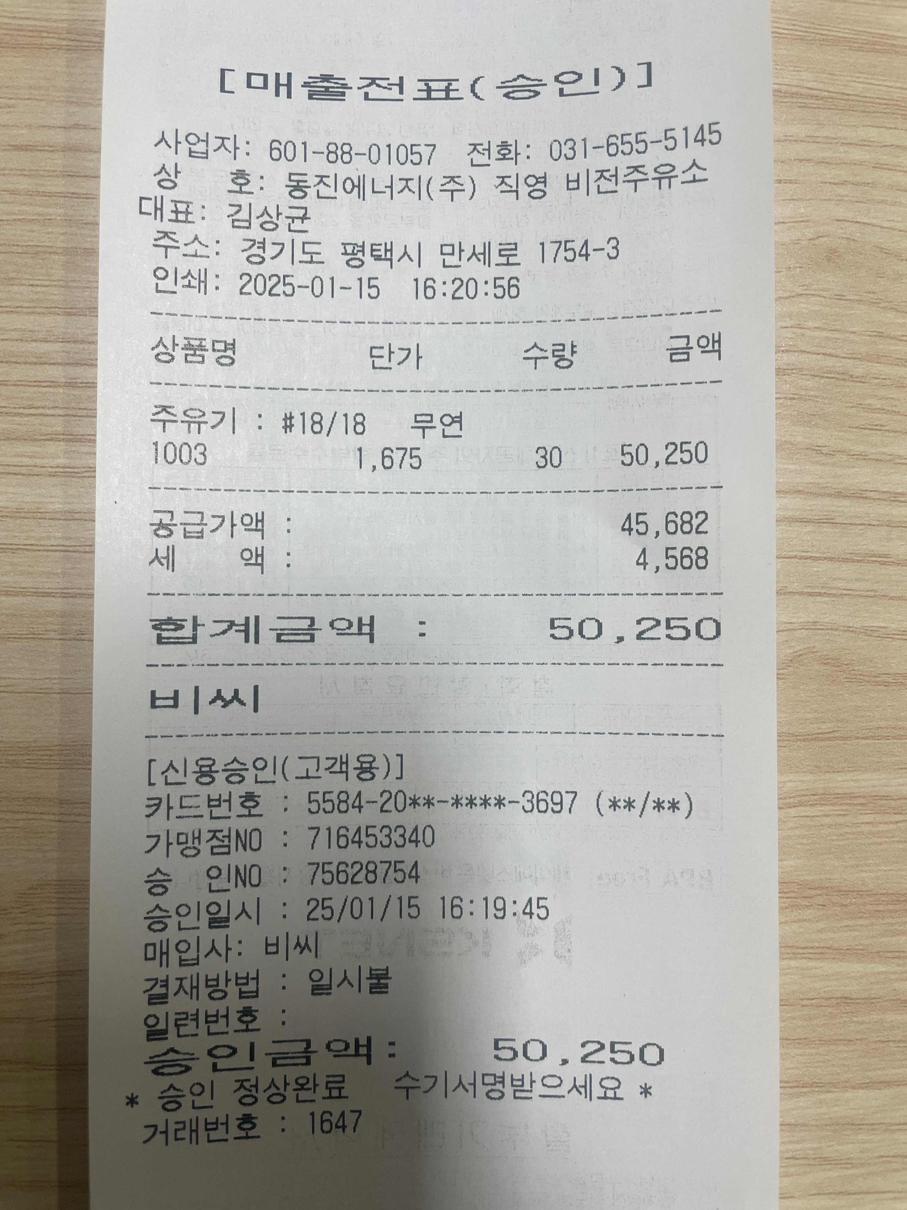 [매출전표(승인)]
사업자: 601-88-01057 전화: 031-655-5145
상 호: 동진에너지(주) 직영 비전주유소
대표: 김상균
주소: 경기도 평택시 만세로 1754-3
인쇄: 2025-01-15 16:20:56
상품명 단가 수량 금액
주유기 : #18/18 무연
1003 1,675 30 50,250
공급가액 : 45,682
세 액 : 4,568
합계금액 : 50,250
비씨
[신용승인(고객용)]
카드번호 : 5584-20**-****-3697 (**/**)
가맹점NO : 716453340
승 인NO : 75628754
승인일시 : 25/01/15 16:19:45
매입사: 비씨
결재방법 : 일시불
일련번호 :
승인금액: 50,250
* 승인 정상완료 수기서명받으세요 *
거래번호 : 1647